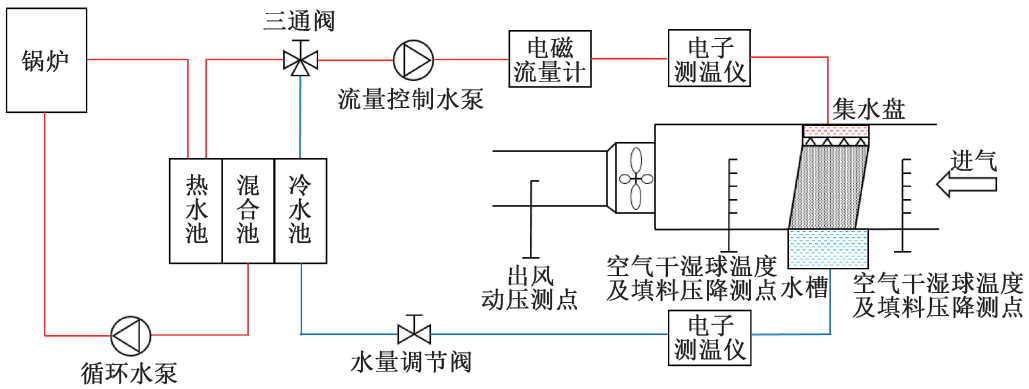 三通阀
锅炉
流量控制水泵
电磁
流量计
电子
测温仪
集水盘
进气
热水池
混合池
冷水池
出风
动压测点
空气干湿球温度
及填料压降测点
水槽
空气干湿球温度
及填料压降测点
循环水泵
水量调节阀
电子
测温仪